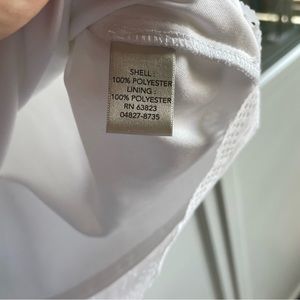 SHELL :
100% POLYESTER
LINING :
100% POLYESTER
RN 63823
04827-8735